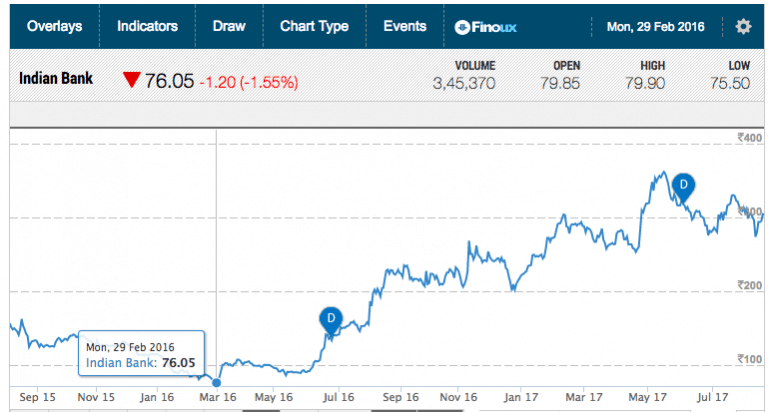 Overlays Indicators Draw Chart Type Events Finoux Mon, 29 Feb 2016
VOLUME OPEN HIGH LOW
Indian Bank 76.05 -1.20 (-1.55%) 3,45,370 79.85 79.90 75.50
₹400
D
₹300
₹200
D
Mon, 29 Feb 2016
Indian Bank: 76.05
₹100
Sep 15 Nov 15 Jan 16 Mar 16 May 16 Jul 16 Sep 16 Nov 16 Jan 17 Mar 17 May 17 Jul 17